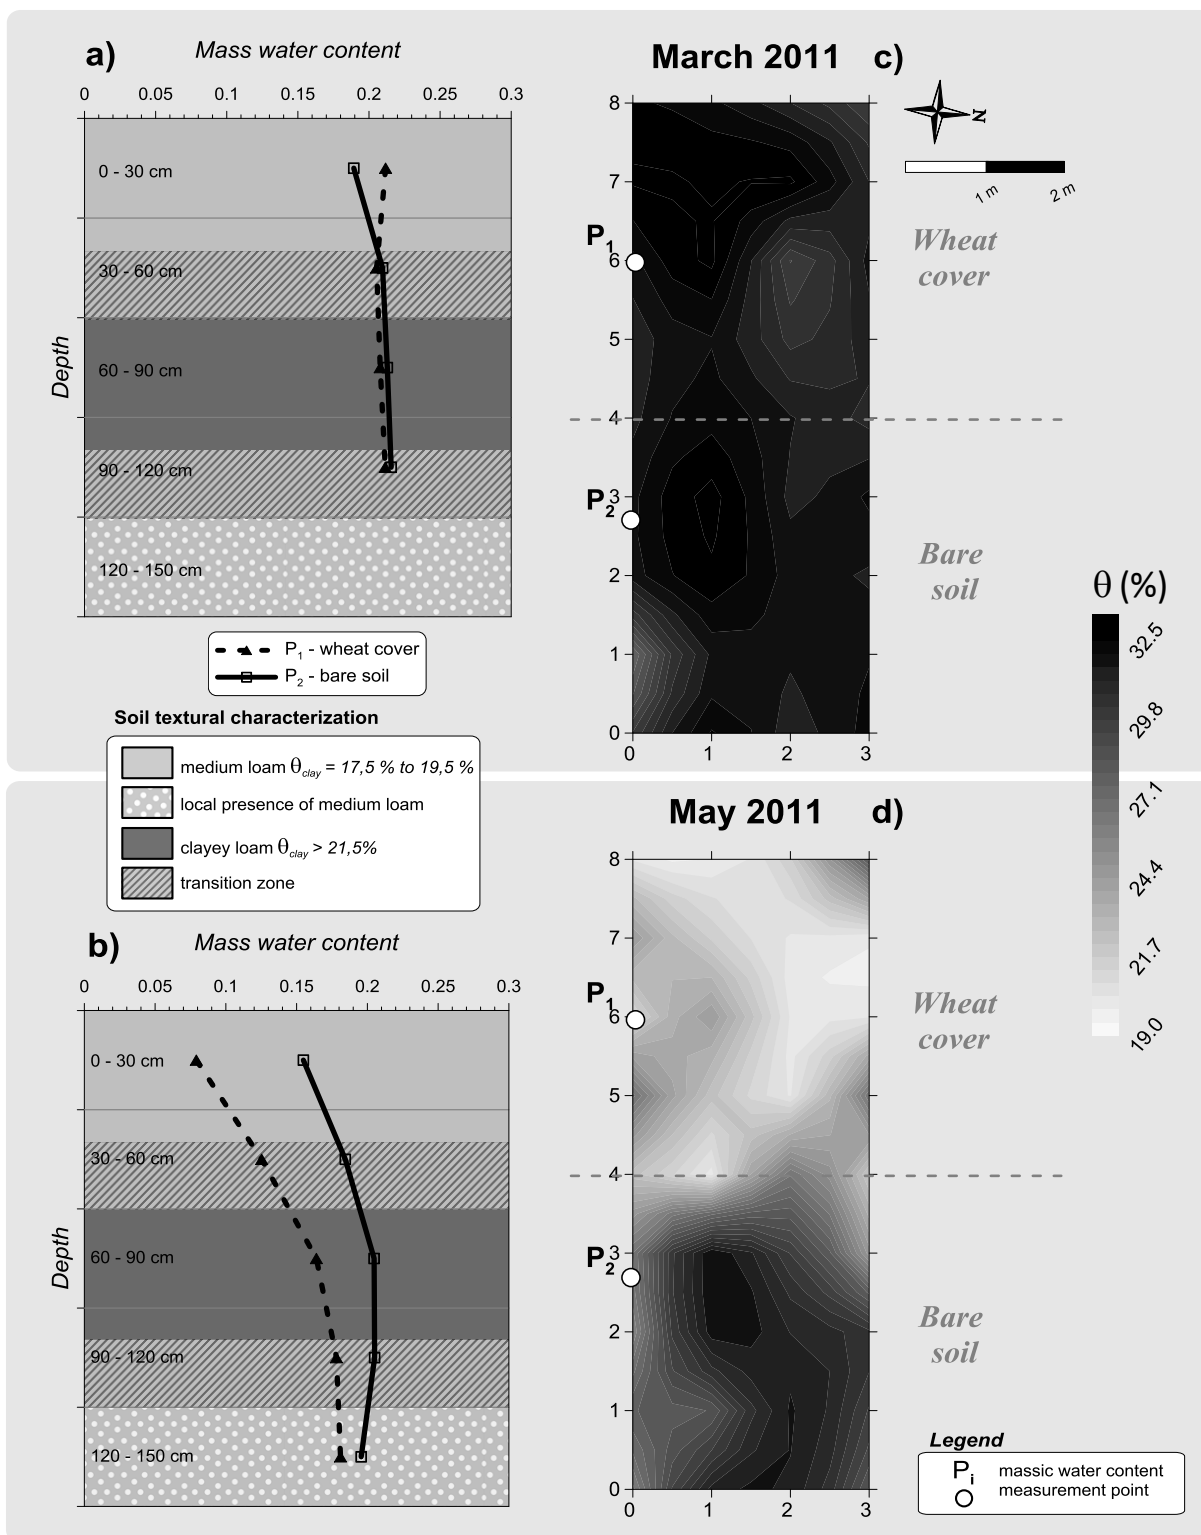 a)
Mass water content
0 0.05 0.1 0.15 0.2 0.25 0.3
Depth
0 - 30 cm
30 - 60 cm
60 - 90 cm
90 - 120 cm
120 - 150 cm
P1 - wheat cover
P2 - bare soil
Soil textural characterization
medium loam θclay = 17,5 % to 19,5 %
local presence of medium loam
clayey loam θclay > 21,5%
transition zone
b)
Mass water content
0 0.05 0.1 0.15 0.2 0.25 0.3
Depth
0 - 30 cm
30 - 60 cm
60 - 90 cm
90 - 120 cm
120 - 150 cm
March 2011 c)
N
1 m
2 m
8
7
P1
6
5
4
P2
3
2
1
0
0 1 2 3
Wheat
cover
Bare
soil
θ (%)
32.5
29.8
27.1
24.4
21.7
19.0
May 2011 d)
8
7
P1
6
5
4
P2
3
2
1
0
0 1 2 3
Wheat
cover
Bare
soil
Legend
Pi massic water content
measurement point